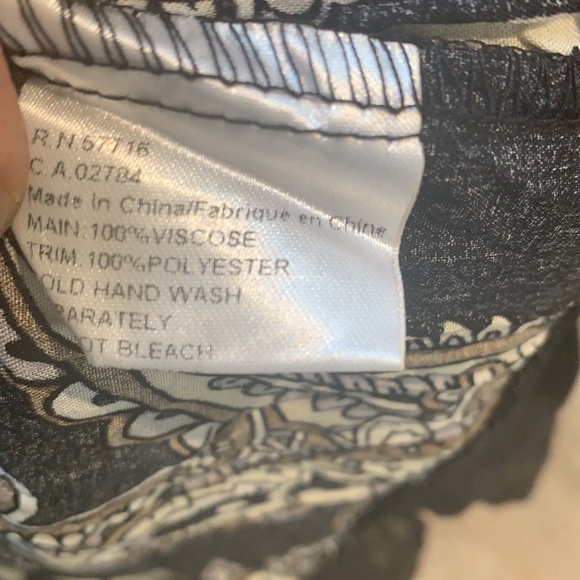 R.N.57716
C.A.02784
Made in China/Fabrique en Chine
MAIN:100%VISCOSE
TRIM:100%POLYESTER
OLD HAND WASH
PARATELY
OT BLEACH